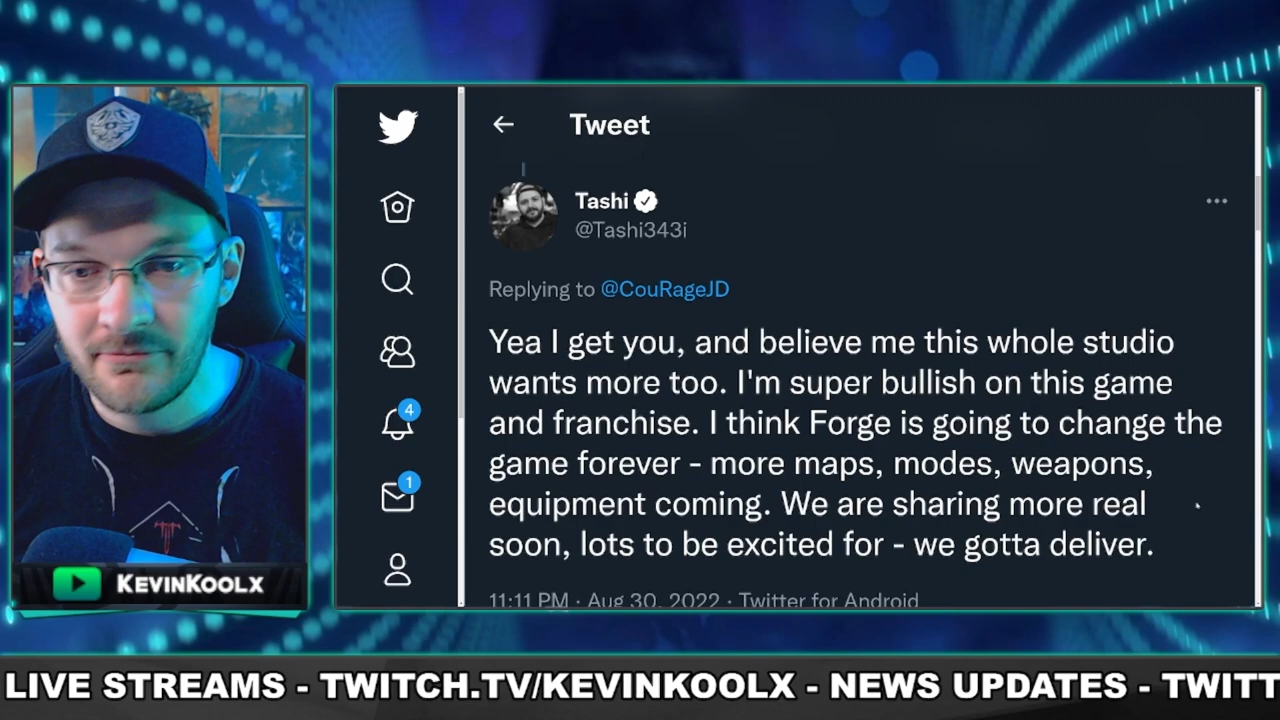 Tweet
Tashi
@Tashi343i
Replying to @CouRageJD
Yea I get you, and believe me this whole studio
wants more too. I'm super bullish on this game
and franchise. I think Forge is going to change the
game forever - more maps, modes, weapons,
equipment coming. We are sharing more real
soon, lots to be excited for - we gotta deliver.
11:11 PM · Aug 30, 2022 · Twitter for Android
4
1
KEVINKOOLX
LIVE STREAMS - TWITCH.TV/KEVINKOOLX - NEWS UPDATES - TWITT